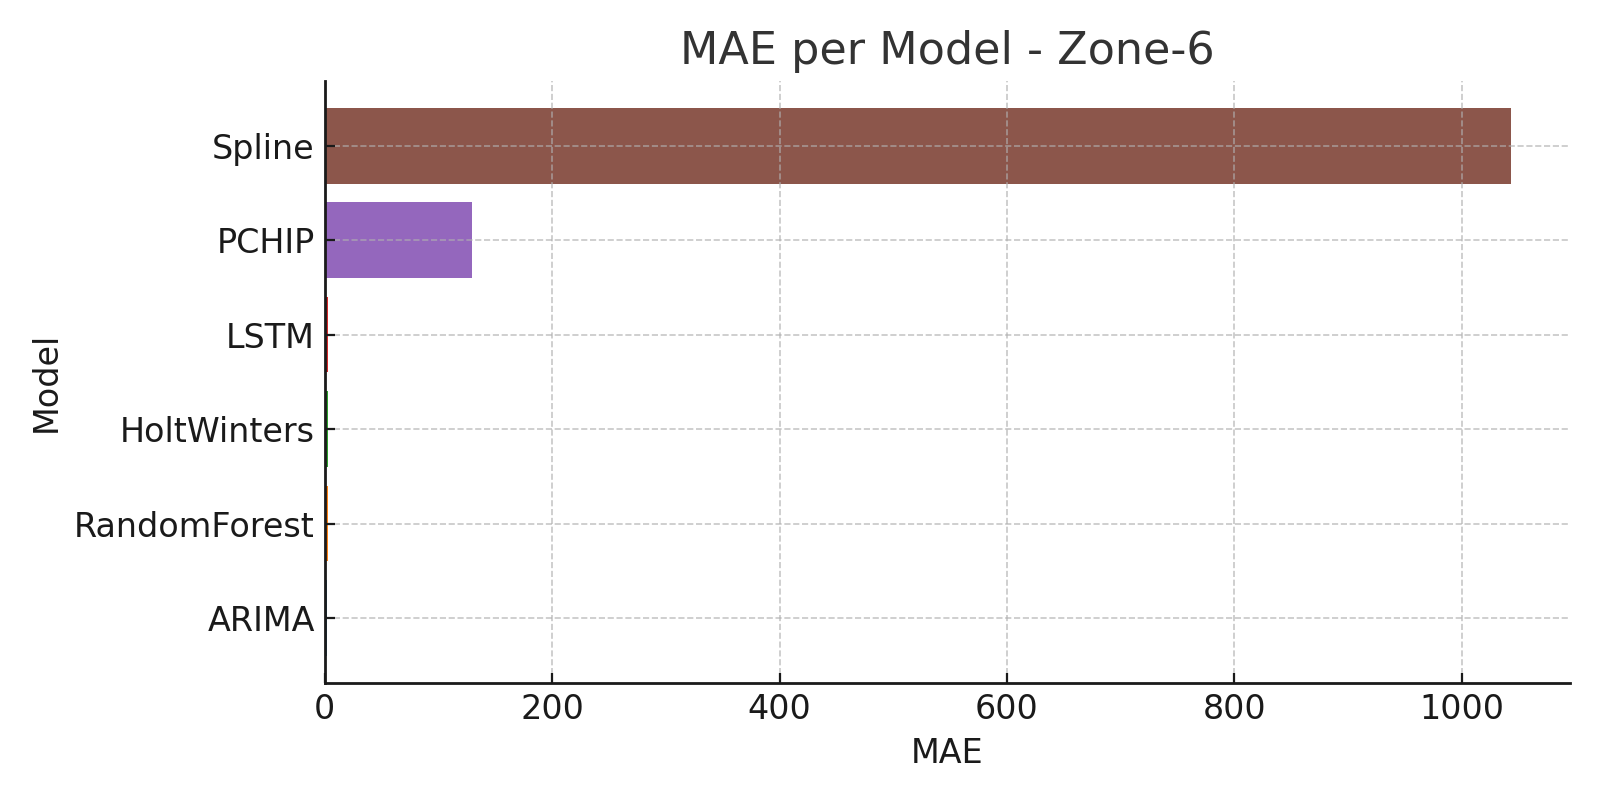 MAE per Model - Zone-6
Model
Spline
PCHIP
LSTM
HoltWinters
RandomForest
ARIMA
0 200 400 600 800 1000
MAE